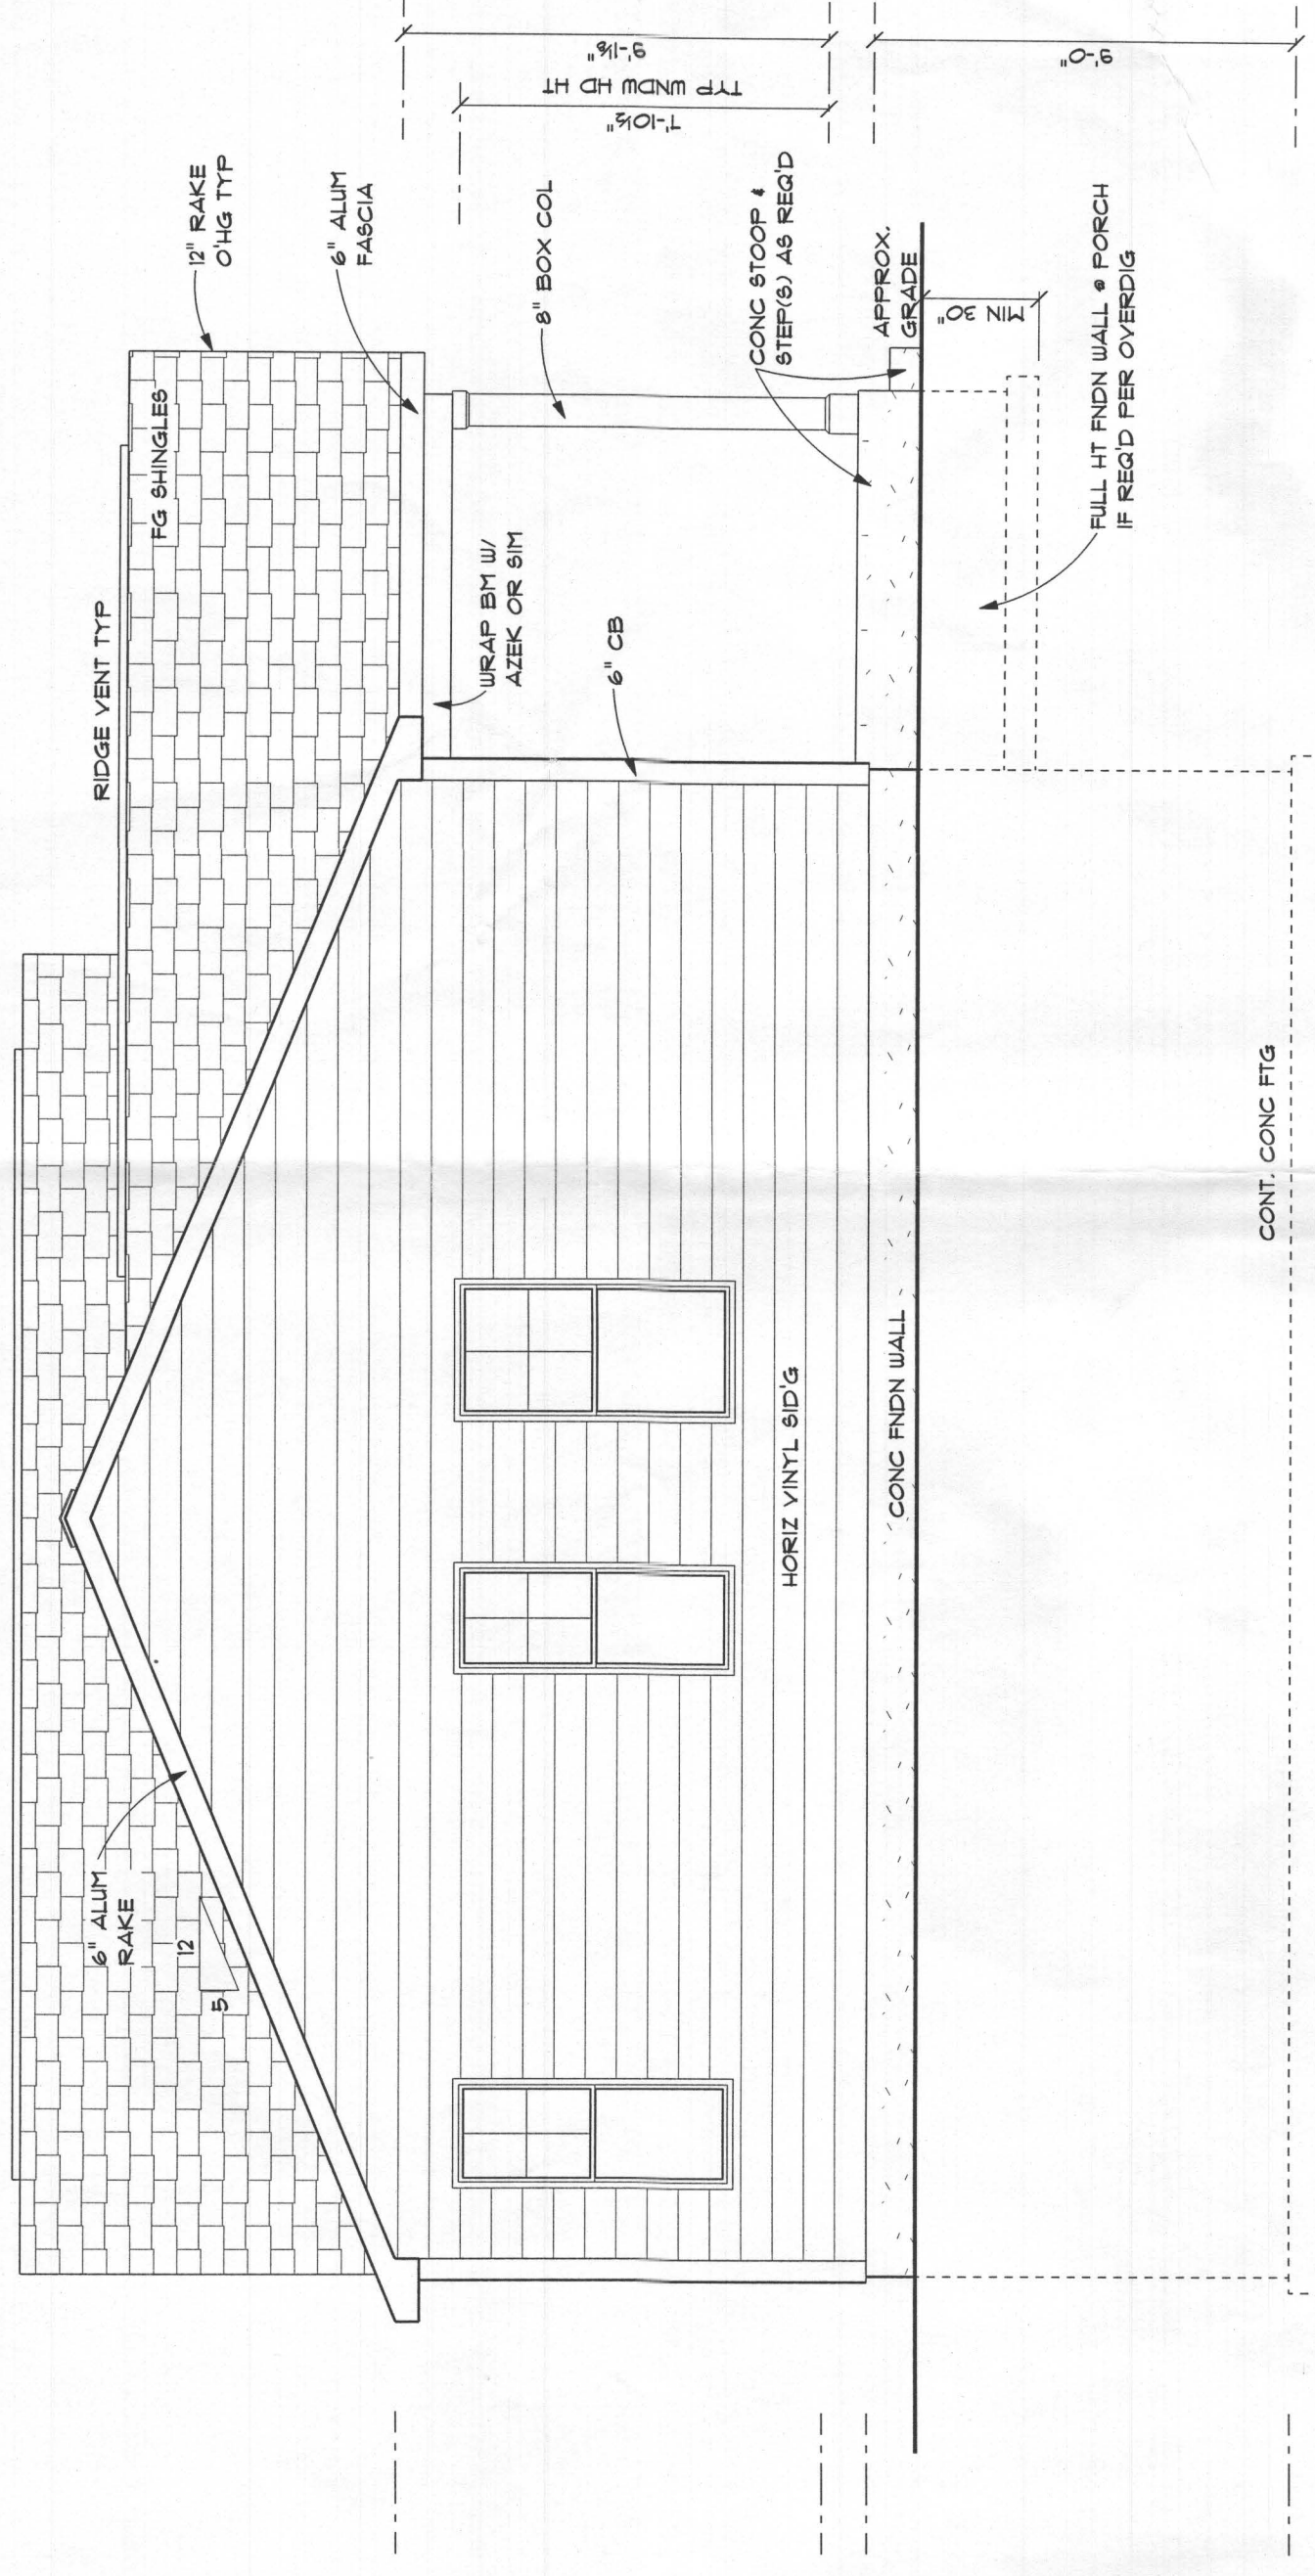 RIDGE VENT TYP
FG SHINGLES
12" RAKE
O'HG TYP
6" ALUM
FASCIA
6" ALUM
RAKE
12
5
WRAP BM W/
AZEK OR SIM
8" BOX COL
6" CB
CONC STOOP &
STEP(S) AS REQ'D
APPROX.
GRADE
MIN 30"
FULL HT FNDN WALL @ PORCH
IF REQ'D PER OVERDIG
HORIZ VINYL SID'G
CONC FNDN WALL
CONT. CONC FTG
9'-1⅛"
TYP WNDW HD HT
7'-10½"
9'-0"